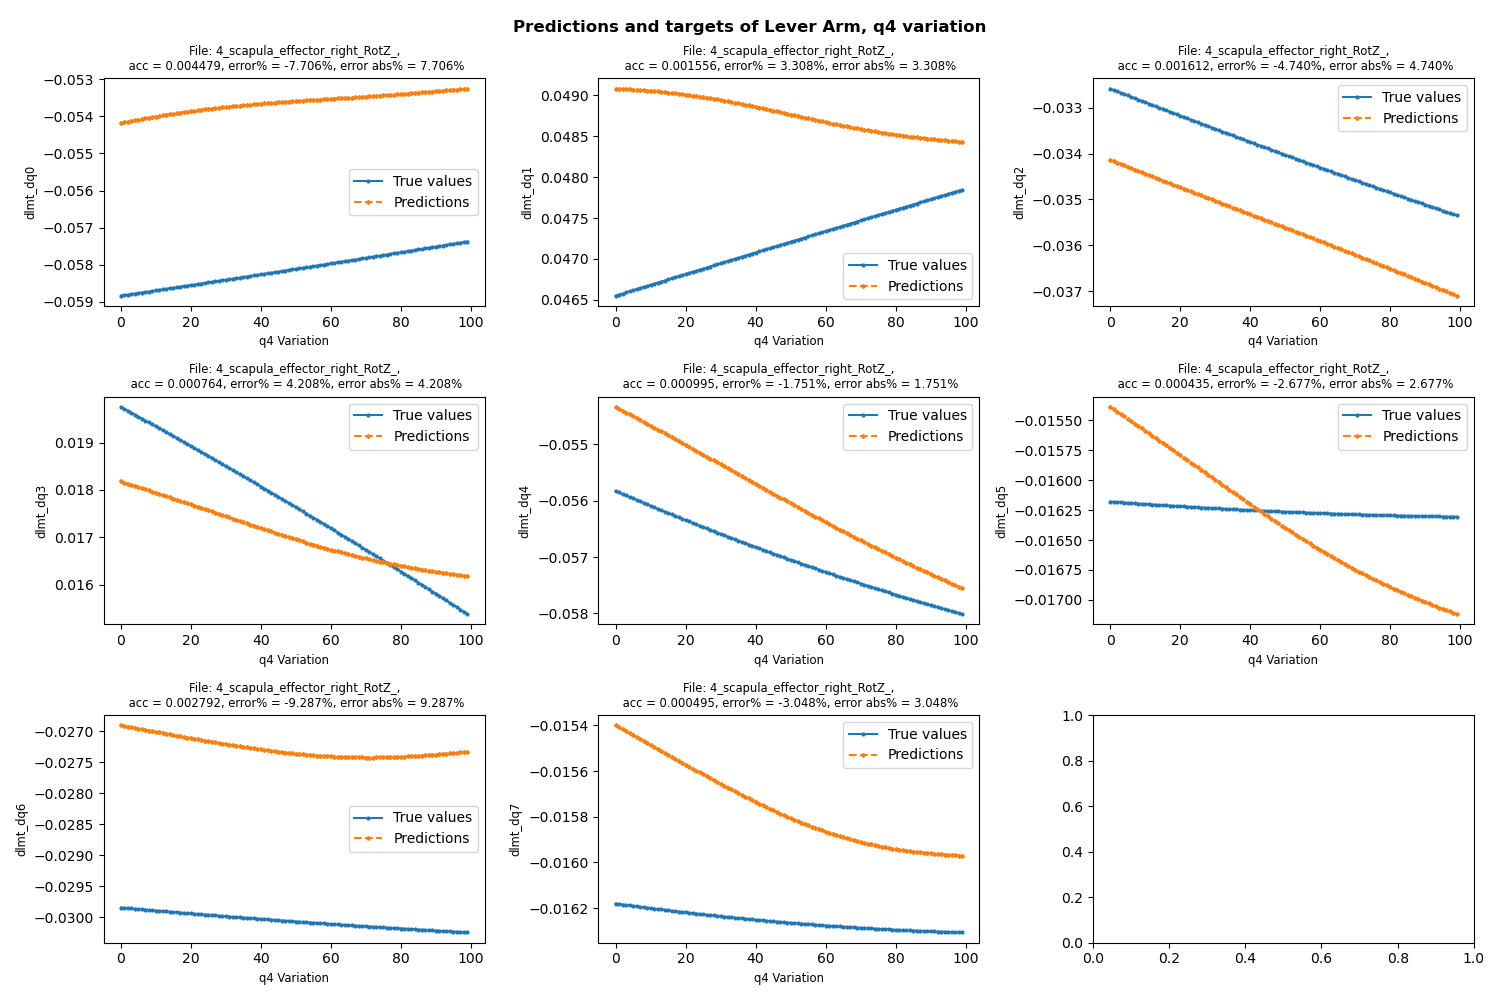 Predictions and targets of Lever Arm, q4 variation
File: 4_scapula_effector_right_RotZ_,
acc = 0.004479, error% = -7.706%, error abs% = 7.706%
−0.053
−0.054
−0.055
−0.056
−0.057
−0.058
−0.059
dlmt_dq0
True values
Predictions
0 20 40 60 80 100
q4 Variation
File: 4_scapula_effector_right_RotZ_,
acc = 0.001556, error% = 3.308%, error abs% = 3.308%
0.0490
0.0485
0.0480
0.0475
0.0470
0.0465
dlmt_dq1
True values
Predictions
0 20 40 60 80 100
q4 Variation
File: 4_scapula_effector_right_RotZ_,
acc = 0.001612, error% = -4.740%, error abs% = 4.740%
−0.033
−0.034
−0.035
−0.036
−0.037
dlmt_dq2
True values
Predictions
0 20 40 60 80 100
q4 Variation
File: 4_scapula_effector_right_RotZ_,
acc = 0.000764, error% = 4.208%, error abs% = 4.208%
0.019
0.018
0.017
0.016
dlmt_dq3
True values
Predictions
0 20 40 60 80 100
q4 Variation
File: 4_scapula_effector_right_RotZ_,
acc = 0.000995, error% = -1.751%, error abs% = 1.751%
−0.055
−0.056
−0.057
−0.058
dlmt_dq4
True values
Predictions
0 20 40 60 80 100
q4 Variation
File: 4_scapula_effector_right_RotZ_,
acc = 0.000435, error% = -2.677%, error abs% = 2.677%
−0.01550
−0.01575
−0.01600
−0.01625
−0.01650
−0.01675
−0.01700
dlmt_dq5
True values
Predictions
0 20 40 60 80 100
q4 Variation
File: 4_scapula_effector_right_RotZ_,
acc = 0.002792, error% = -9.287%, error abs% = 9.287%
−0.0270
−0.0275
−0.0280
−0.0285
−0.0290
−0.0295
−0.0300
dlmt_dq6
True values
Predictions
0 20 40 60 80 100
q4 Variation
File: 4_scapula_effector_right_RotZ_,
acc = 0.000495, error% = -3.048%, error abs% = 3.048%
−0.0154
−0.0156
−0.0158
−0.0160
−0.0162
dlmt_dq7
True values
Predictions
0 20 40 60 80 100
q4 Variation
1.0
0.8
0.6
0.4
0.2
0.0
0.0 0.2 0.4 0.6 0.8 1.0